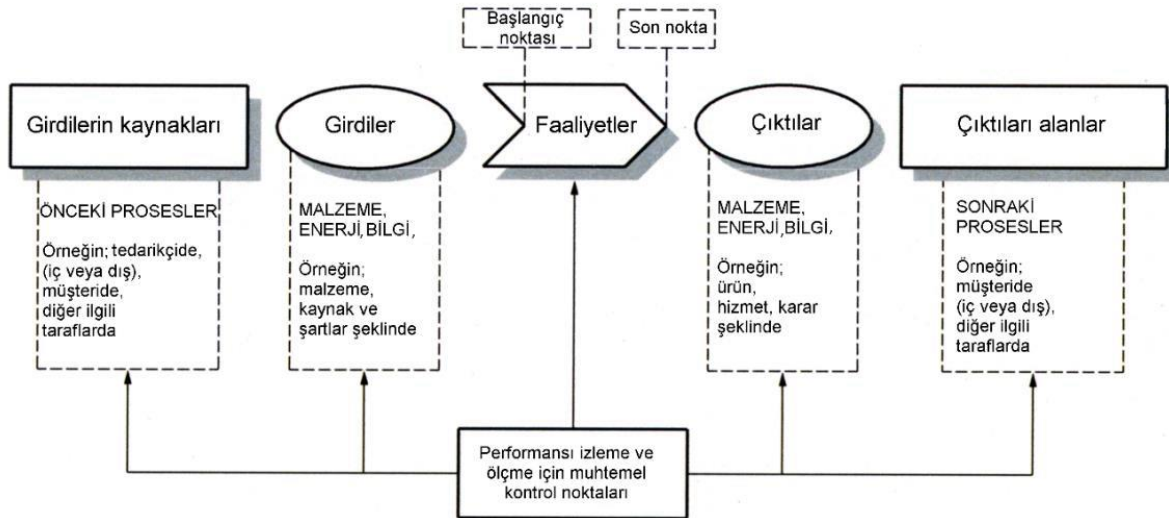 Başlangıç
noktası
Son nokta
Girdilerin kaynakları
Girdiler
Faaliyetler
Çıktılar
Çıktıları alanlar
ÖNCEKİ PROSESLER
Örneğin; tedarikçide,
(iç veya dış),
müşteride,
diğer ilgili
taraflarda
MALZEME,
ENERJİ,BİLGİ,
Örneğin;
malzeme,
kaynak ve
şartlar şeklinde
MALZEME,
ENERJİ,BİLGİ,
Örneğin;
ürün,
hizmet, karar
şeklinde
SONRAKİ
PROSESLER
Örneğin;
müşteride
(iç veya dış),
diğer ilgili
taraflarda
Performansı izleme ve
ölçme için muhtemel
kontrol noktaları